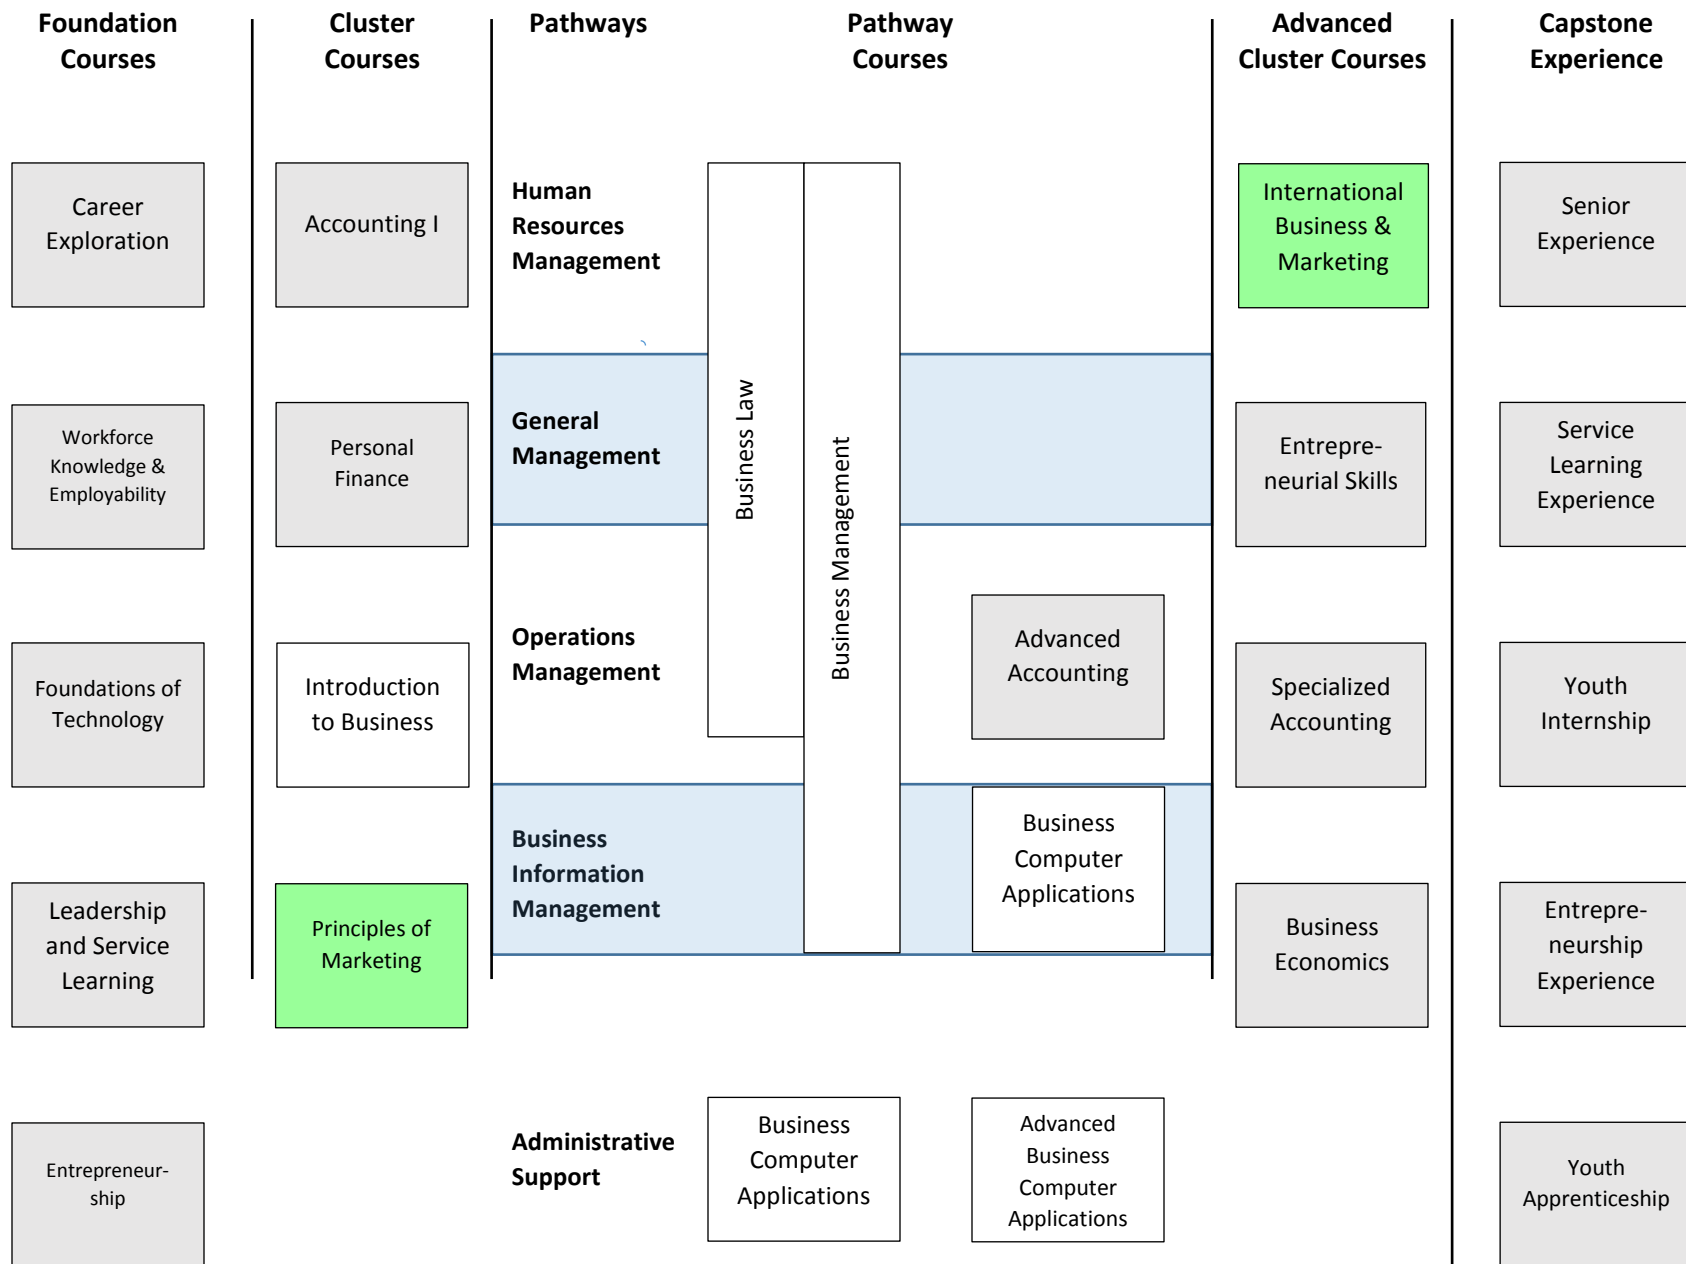 Foundation
Courses
Cluster
Courses
Pathways
Pathway
Courses
Advanced
Cluster Courses
Capstone
Experience
Career
Exploration
Workforce
Knowledge &
Employability
Foundations of
Technology
Leadership
and Service
Learning
Entrepreneur-
ship
Accounting I
Personal
Finance
Introduction
to Business
Principles of
Marketing
Human
Resources
Management
General
Management
Operations
Management
Business
Information
Management
Administrative
Support
Business Law
Business Management
Advanced
Accounting
Business
Computer
Applications
Business
Computer
Applications
Advanced
Business
Computer
Applications
International
Business &
Marketing
Entrepre-
neurial Skills
Specialized
Accounting
Business
Economics
Senior
Experience
Service
Learning
Experience
Youth
Internship
Entrepre-
neurship
Experience
Youth
Apprenticeship